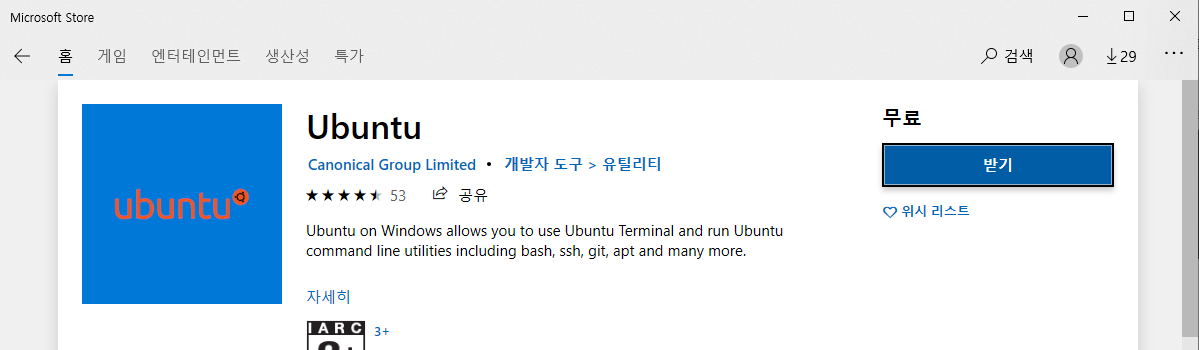 Microsoft Store
홈 게임 엔터테인먼트 생산성 특가 검색 29
ubuntu
Ubuntu
Canonical Group Limited • 개발자 도구 > 유틸리티
53 공유
Ubuntu on Windows allows you to use Ubuntu Terminal and run Ubuntu
command line utilities including bash, ssh, git, apt and many more.
자세히
IARC 3+
무료
받기
위시 리스트